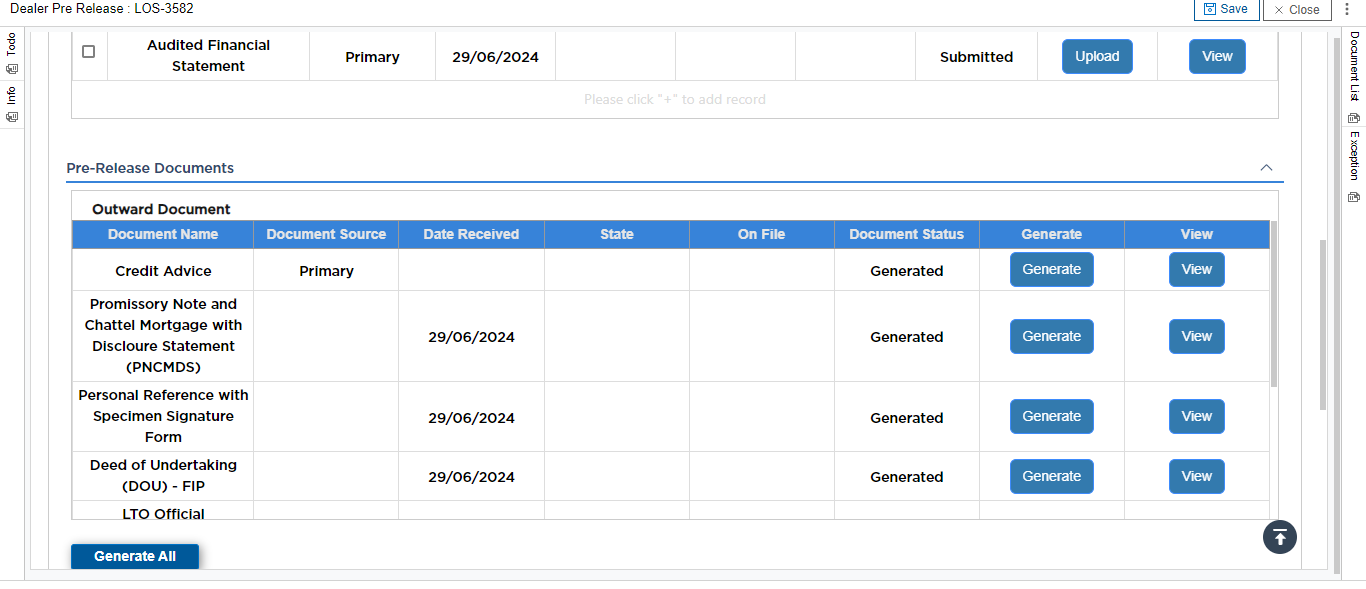 Dealer Pre Release : LOS-3582
Save
Close
Todo
Info
Document List
Exception
Audited Financial
Statement
Primary
29/06/2024
Submitted
Upload
View
Please click "+" to add record
Pre-Release Documents
Outward Document
Document Name Document Source Date Received State On File Document Status Generate View
Credit Advice Primary Generated Generate View
Promissory Note and
Chattel Mortgage with
Discloure Statement
(PNCMDS)
29/06/2024 Generated Generate View
Personal Reference with
Specimen Signature
Form
29/06/2024 Generated Generate View
Deed of Undertaking
(DOU) - FIP
29/06/2024 Generated Generate View
LTO Official
Generate All